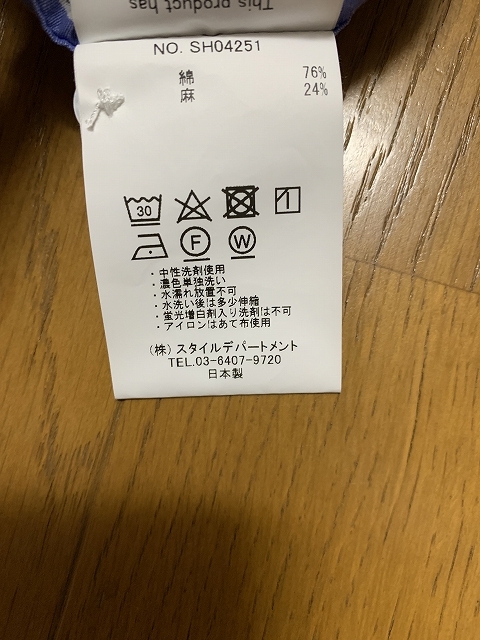 This product has
NO. SH04251
綿 76%
麻 24%
30
F W
・中性洗剤使用
・濃色単独洗い
・水濡れ放置不可
・水洗い後は多少伸縮
・蛍光増白剤入り洗剤は不可
・アイロンはあて布使用
(株) スタイルデパートメント
TEL.03-6407-9720
日本製